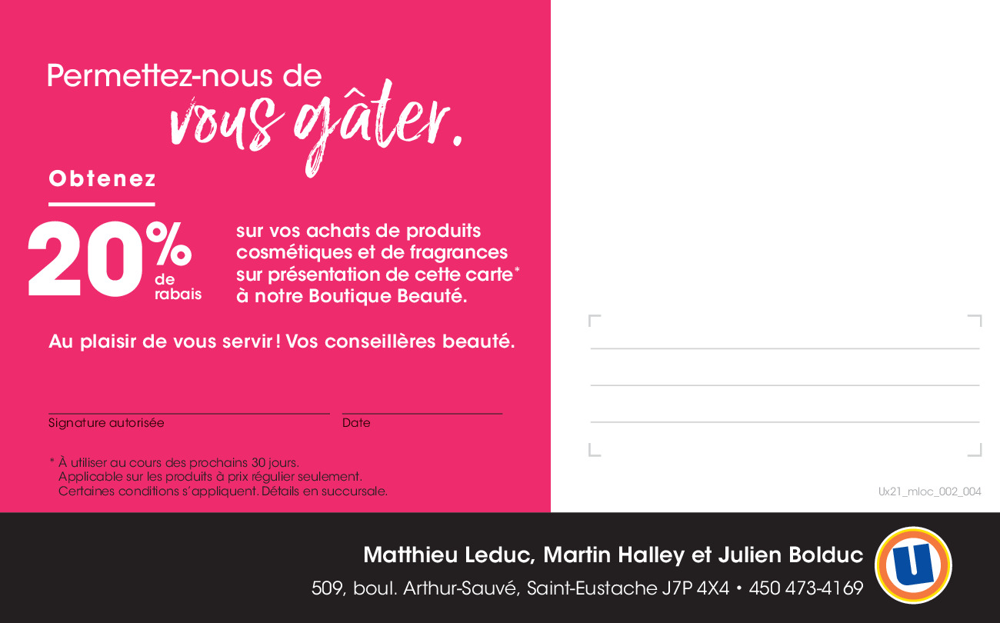 Permettez-nous de
vous gâter.
Obtenez
20%
de
rabais
sur vos achats de produits
cosmétiques et de fragrances
sur présentation de cette carte*
à notre Boutique Beauté.
Au plaisir de vous servir! Vos conseillères beauté.
Signature autorisée
Date
* À utiliser au cours des prochains 30 jours.
Applicable sur les produits à prix régulier seulement.
Certaines conditions s'appliquent. Détails en succursale.
Ux21_mloc_002_004
Matthieu Leduc, Martin Halley et Julien Bolduc
509, boul. Arthur-Sauvé, Saint-Eustache J7P 4X4 • 450 473-4169
U